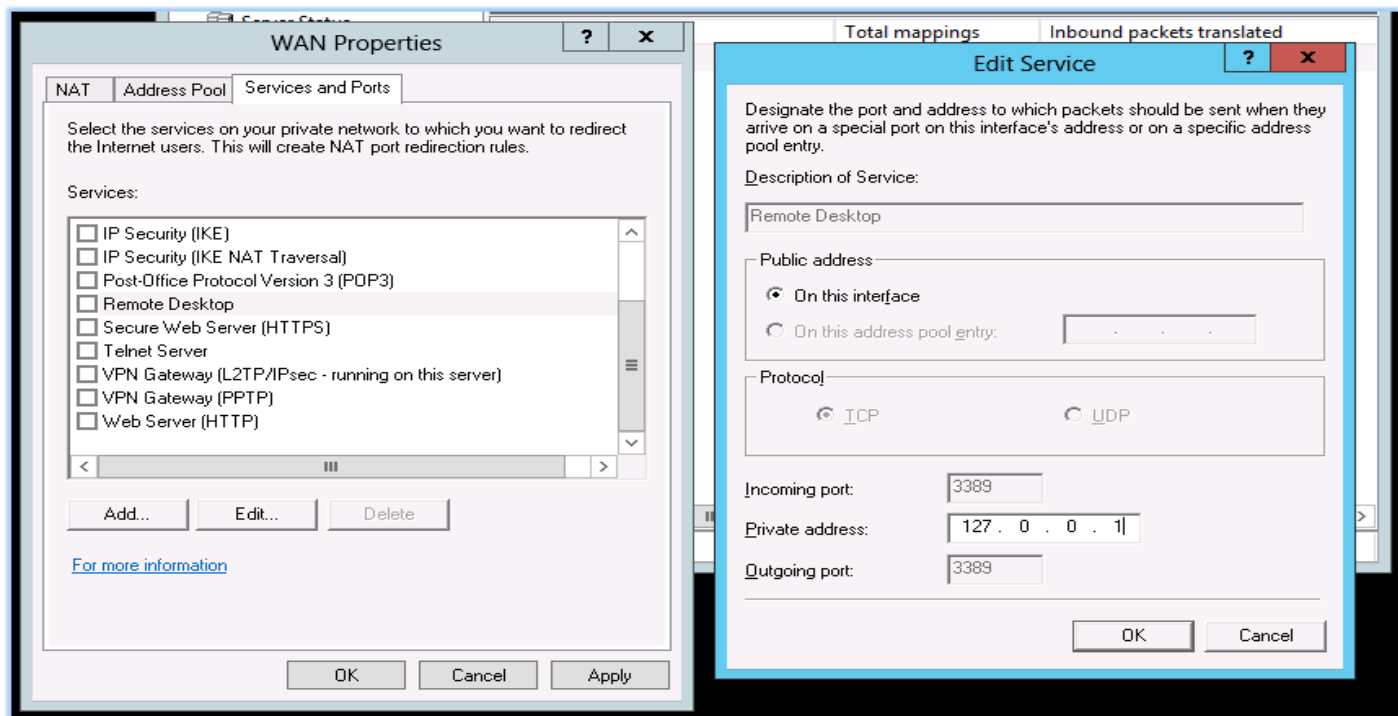 Server Status
Total mappings
Inbound packets translated
WAN Properties
?
x
NAT
Address Pool
Services and Ports
Select the services on your private network to which you want to redirect
the Internet users. This will create NAT port redirection rules.
Services:
IP Security (IKE)
IP Security (IKE NAT Traversal)
Post-Office Protocol Version 3 (POP3)
Remote Desktop
Secure Web Server (HTTPS)
Telnet Server
VPN Gateway (L2TP/IPsec - running on this server)
VPN Gateway (PPTP)
Web Server (HTTP)
Add...
Edit...
Delete
For more information
OK
Cancel
Apply
Edit Service
?
x
Designate the port and address to which packets should be sent when they
arrive on a special port on this interface's address or on a specific address
pool entry.
Description of Service:
Remote Desktop
Public address
On this interface
On this address pool entry:
. . .
Protocol
TCP
UDP
Incoming port:
3389
Private address:
127 . 0 . 0 . 1
Outgoing port:
3389
OK
Cancel